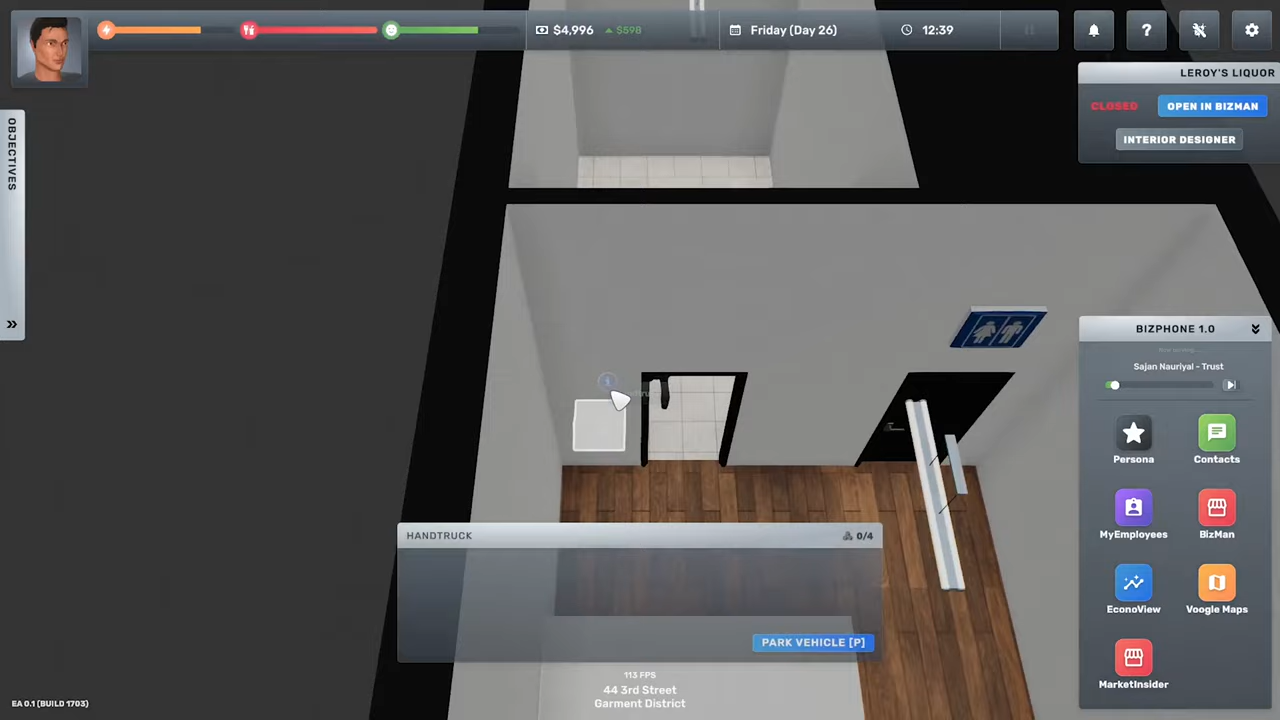 $4,996 $598
Friday (Day 26)
12:39
?
LEROY'S LIQUOR
CLOSED
OPEN IN BIZMAN
INTERIOR DESIGNER
OBJECTIVES
BIZPHONE 1.0
Sajan Nauriyal - Trust
Persona
Contacts
MyEmployees
BizMan
EconoView
Voogle Maps
MarketInsider
HANDTRUCK
0/4
PARK VEHICLE [P]
113 FPS
44 3rd Street
Garment District
EA 0.1 (BUILD 1703)